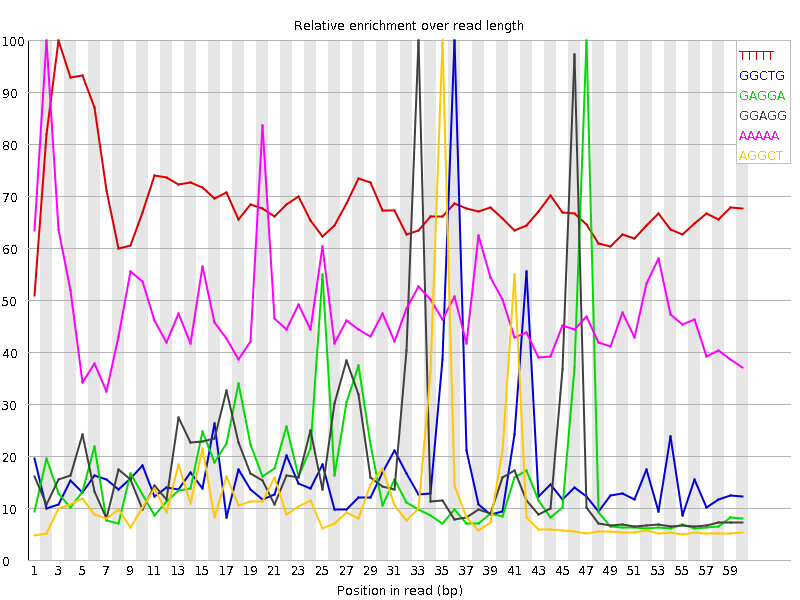 Relative enrichment over read length
100
90
80
70
60
50
40
30
20
10
0
TTTTT
GGCTG
GAGGA
GGAGG
AAAAA
AGGCT
1 3 5 7 9 11 13 15 17 19 21 23 25 27 29 31 33 35 37 39 41 43 45 47 49 51 53 55 57 59
Position in read (bp)